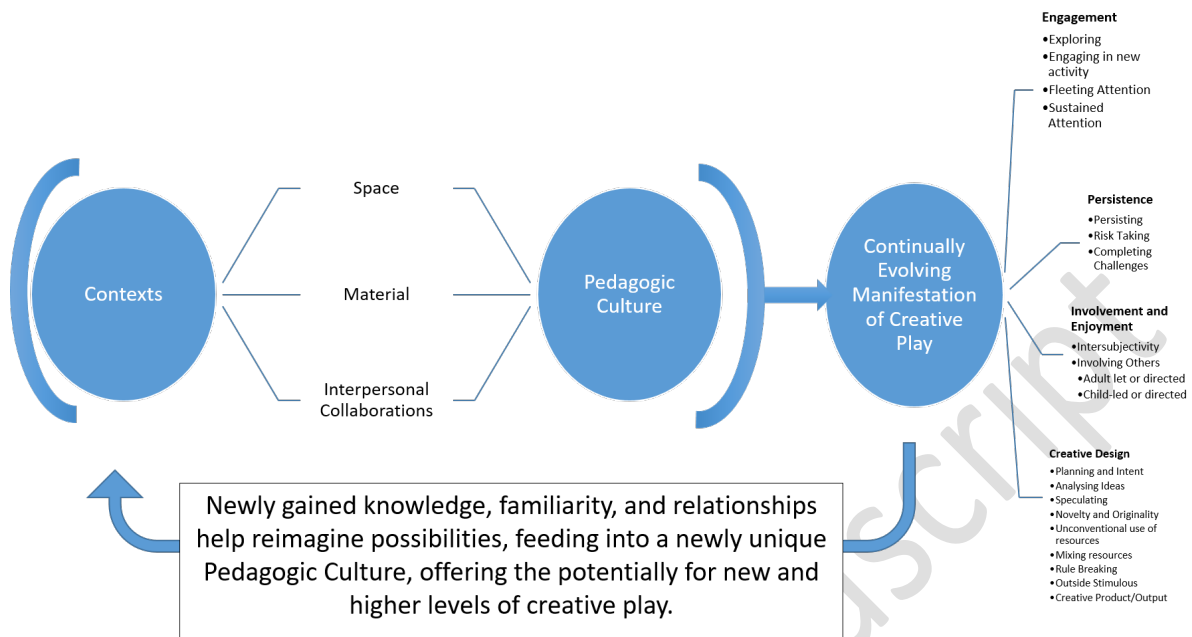 Contexts
Space
Material
Interpersonal
Collaborations
Pedagogic
Culture
Continually
Evolving
Manifestation
of Creative
Play
Engagement
•Exploring
•Engaging in new
activity
•Fleeting Attention
•Sustained
Attention
Persistence
•Persisting
•Risk Taking
•Completing
Challenges
Involvement and
Enjoyment
•Intersubjectivity
•Involving Others
•Adult let or directed
•Child-led or directed
Creative Design
•Planning and Intent
•Analysing Ideas
•Speculating
•Novelty and Originality
•Unconventional use of
resources
•Mixing resources
•Rule Breaking
•Outside Stimulous
•Creative Product/Output
Newly gained knowledge, familiarity, and relationships
help reimagine possibilities, feeding into a newly unique
Pedagogic Culture, offering the potentially for new and
higher levels of creative play.
uscript